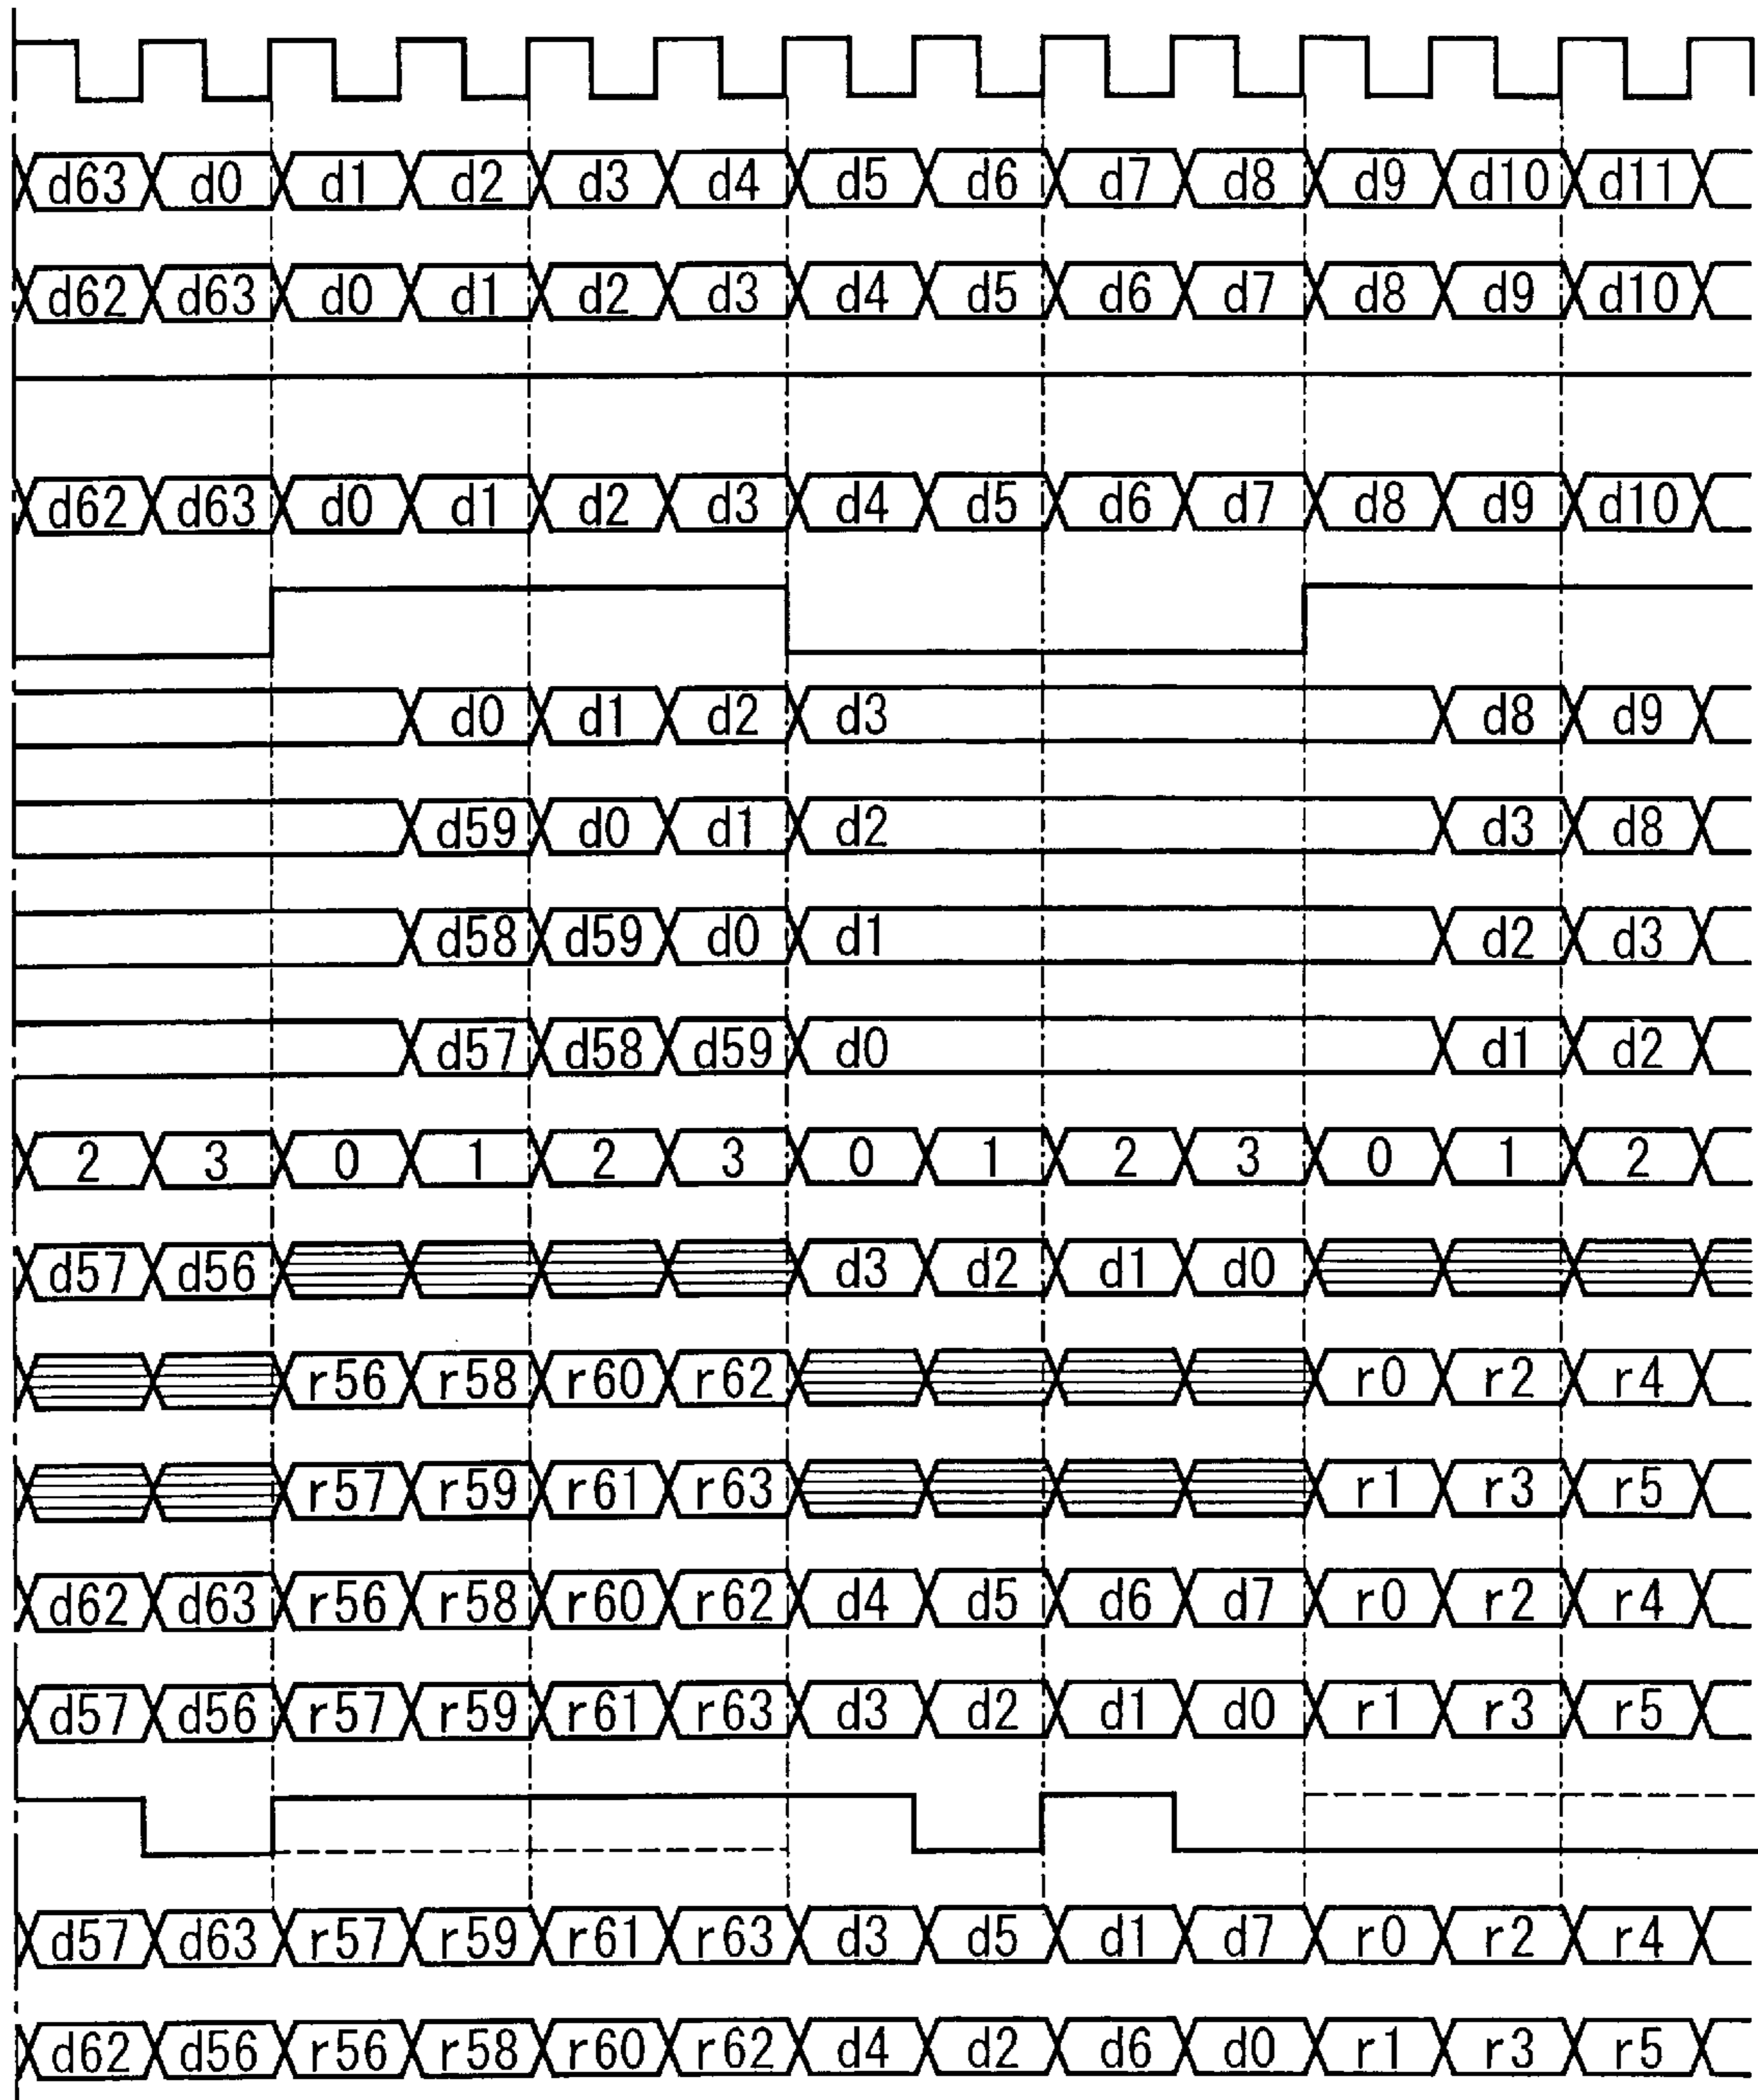 d63 d0 d1 d2 d3 d4 d5 d6 d7 d8 d9 d10 d11
d62 d63 d0 d1 d2 d3 d4 d5 d6 d7 d8 d9 d10
d62 d63 d0 d1 d2 d3 d4 d5 d6 d7 d8 d9 d10
d0 d1 d2 d3 d8 d9
d59 d0 d1 d2 d3 d8
d58 d59 d0 d1 d2 d3
d57 d58 d59 d0 d1 d2
2 3 0 1 2 3 0 1 2 3 0 1 2
d57 d56 d3 d2 d1 d0
r56 r58 r60 r62 r0 r2 r4
r57 r59 r61 r63 r1 r3 r5
d62 d63 r56 r58 r60 r62 d4 d5 d6 d7 r0 r2 r4
d57 d56 r57 r59 r61 r63 d3 d2 d1 d0 r1 r3 r5
d57 d63 r57 r59 r61 r63 d3 d5 d1 d7 r0 r2 r4
d62 d56 r56 r58 r60 r62 d4 d2 d6 d0 r1 r3 r5